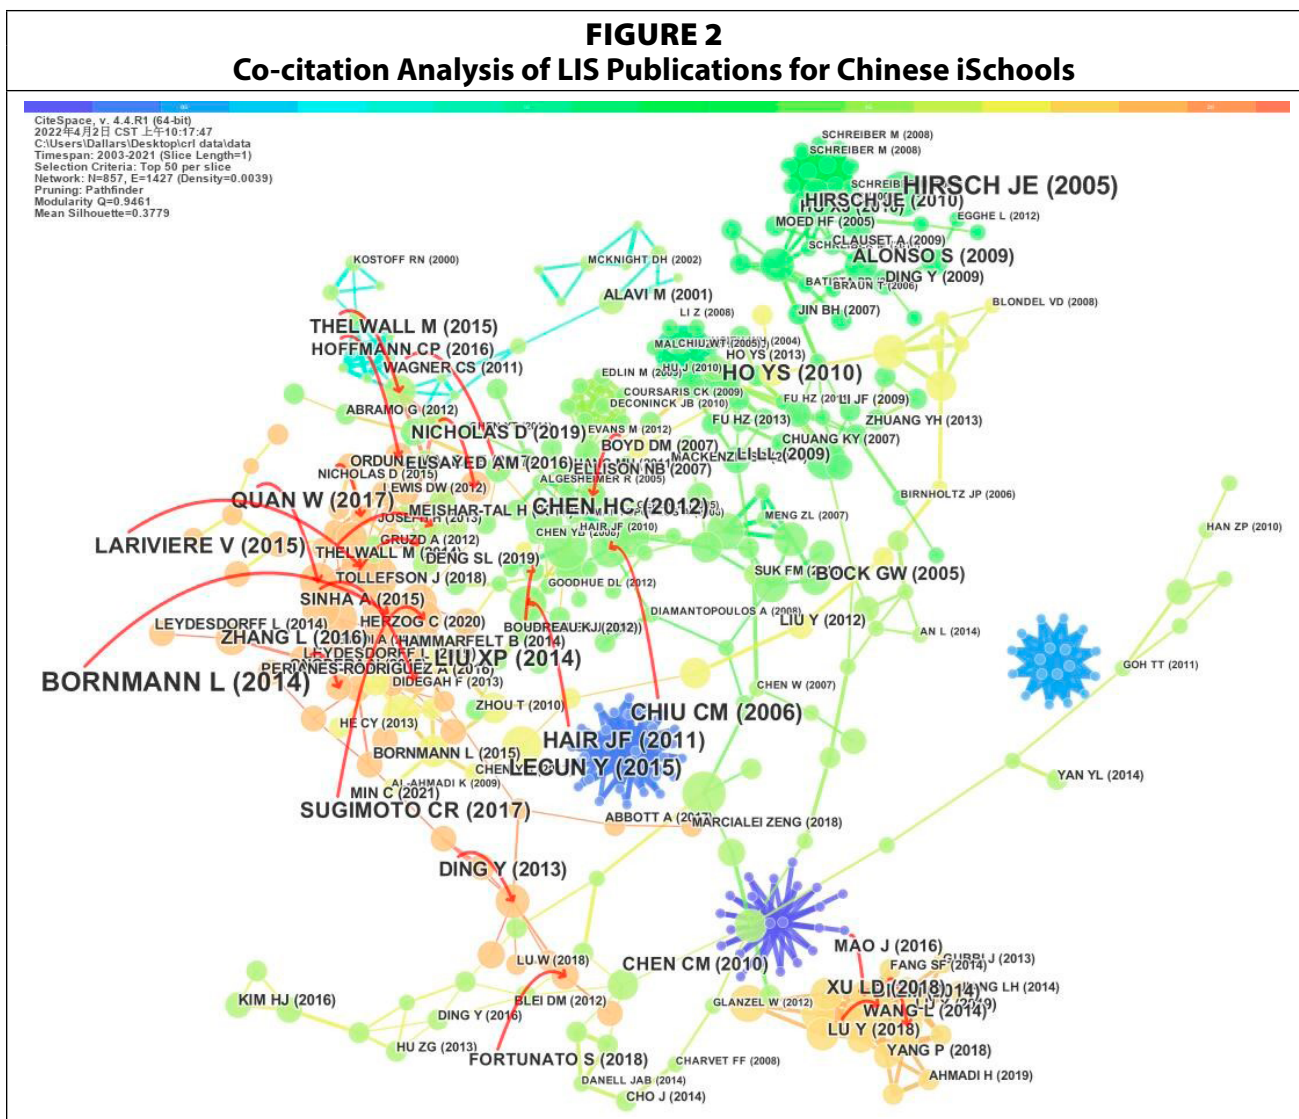 FIGURE 2
Co-citation Analysis of LIS Publications for Chinese iSchools
CiteSpace, v. 4.4.R1 (64-bit)
2022年4月2日 CST 上午10:17:47
C:\Users\Dallars\Desktop\crl data\data
Timespan: 2003-2021 (Slice Length=1)
Selection Criteria: Top 50 per slice
Network: N=857, E=1427 (Density=0.0039)
Pruning: Pathfinder
Modularity Q=0.9461
Mean Silhouette=0.3779
SCHREIBER M (2008)
SCHREIBER M (2008)
HIRSCH JE (2005)
HIRSCH JE (2010)
MOED HF (2005)
EGGHE L (2012)
CLAUSET A (2009)
ALONSO S (2009)
KOSTOFF RN (2000)
MCKNIGHT DH (2002)
DING Y (2009)
BRAUN T (2006)
ALAVI M (2001)
BLONDEL VD (2008)
JIN BH (2007)
LI Z (2008)
THELWALL M (2015)
HOFFMANN CP (2016)
HO YS (2013)
WAGNER CS (2011)
HO YS (2010)
COURSARIS CK (2009)
DECONINCK JB (2010)
LI JF (2009)
ABRAMO G (2012)
FU HZ (2013)
ZHUANG YH (2013)
NICHOLAS D (2019)
EVANS M (2012)
CHUANG KY (2007)
BOYD DM (2007)
LI LL (2009)
ELSAYED AM (2016)
ELLISON NB (2007)
NICHOLAS D (2015)
ALGESHEIMER R (2005)
LEWIS DW (2012)
QUAN W (2017)
BIRNHOLTZ JP (2006)
CHEN HC (2012)
MEISHAR-TAL H
MENG ZL (2007)
HAN ZP (2010)
HAIR JF (2010)
GRUZD A (2012)
LARIVIERE V (2015)
DENG SL (2019)
TOLLEFSON J (2018)
BOCK GW (2005)
GOODHUE DL (2012)
SINHA A (2015)
DIAMANTOPOULOS A (2008)
LEYDESDORFF L (2014)
HERZOG C (2020)
LIU Y (2012)
AN L (2014)
ZHANG L (2016)
HAMMARFELT B (2014)
LIU XP (2014)
GOH TT (2011)
BORNMANN L (2014)
DIDEGAH F (2013)
CHEN W (2007)
ZHOU T (2010)
CHIU CM (2006)
HE CY (2013)
HAIR JF (2011)
BORNMANN L (2015)
LECUN Y (2015)
YAN YL (2014)
AL-AHMADI K (2009)
MIN C (2021)
SUGIMOTO CR (2017)
ABBOTT A
MARCIALEI ZENG (2018)
DING Y (2013)
MAO J (2016)
LU W (2018)
CHEN CM (2010)
FANG SF (2014)
XU LD (2018)
KIM HJ (2016)
BLEI DM (2012)
GLANZEL W (2012)
WANG L (2014)
DING Y (2016)
LU Y (2018)
HU ZG (2013)
YANG P (2018)
FORTUNATO S (2018)
CHARVET FF (2008)
AHMADI H (2019)
DANELL JAB (2014)
CHO J (2014)